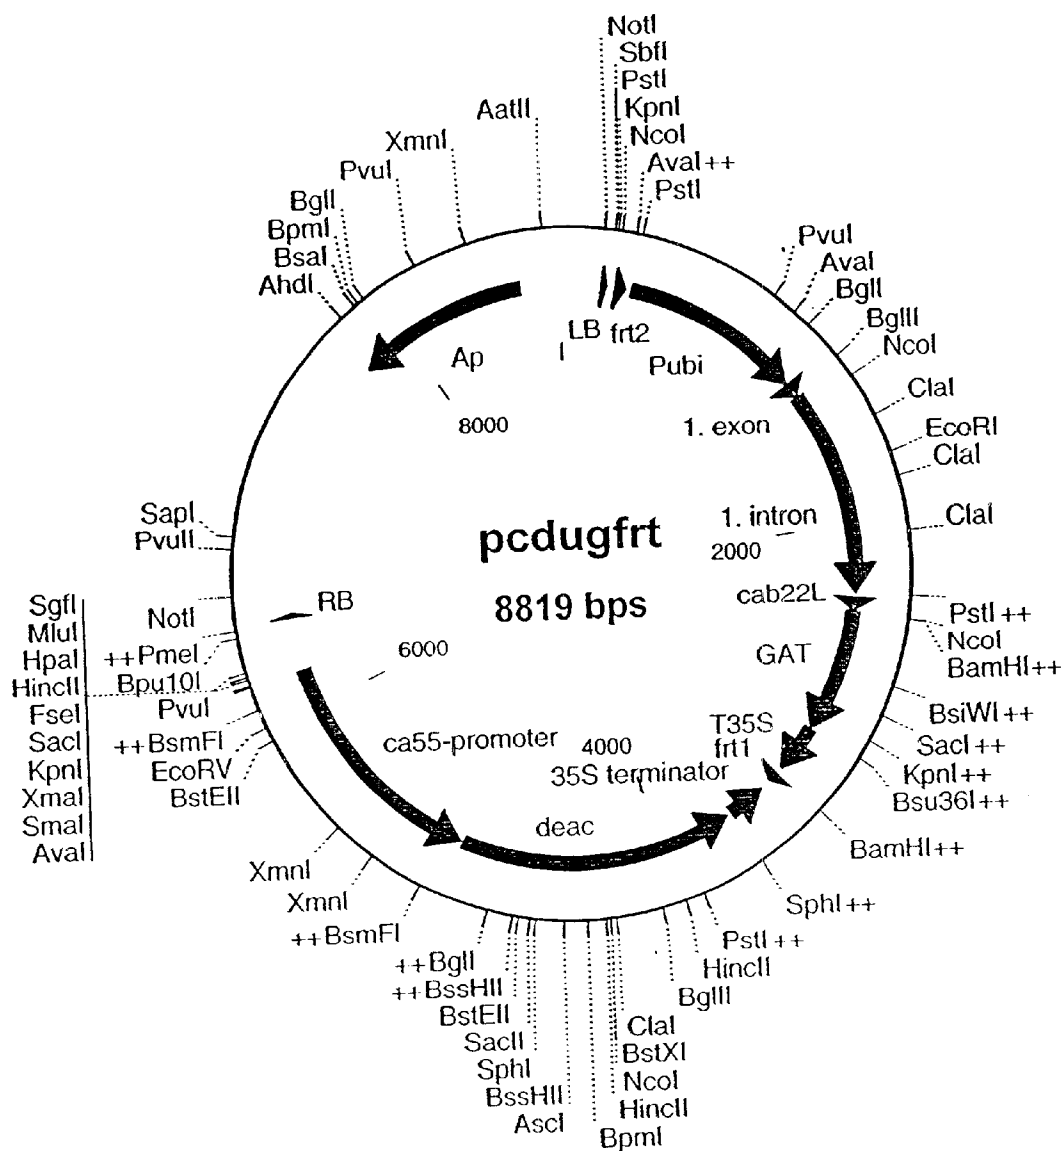 NotI
SbfI
PstI
KpnI
NcoI
AvaI++
PstI
AatII
XmnI
PvuI
BglI
BpmI
BsaI
AhdI
PvuI
AvaI
BglI
BglII
NcoI
ClaI
EcoRI
ClaI
ClaI
PstI++
NcoI
BamHI++
BsiWI++
SacI++
KpnI++
Bsu36I++
BamHI++
SphI++
PstI++
HincII
BglII
ClaI
BstXI
NcoI
HincII
BpmI
AscI
BssHII
SphI
SacII
BstEII
++BssHII
++BglI
++BsmFI
XmnI
XmnI
BstEII
EcoRV
++BsmFI
PvuI
Bpu10I
++PmeI
NotI
SgfI
MluI
HpaI
HincII
FseI
SacI
KpnI
XmaI
SmaI
AvaI
PvuII
SapI
LB frt2
Pubi
Ap
8000
1. exon
1. intron
2000
pcdugfrt
8819 bps
cab22L
GAT
RB
6000
T35S
frt1
ca55-promoter
4000
35S terminator
deac